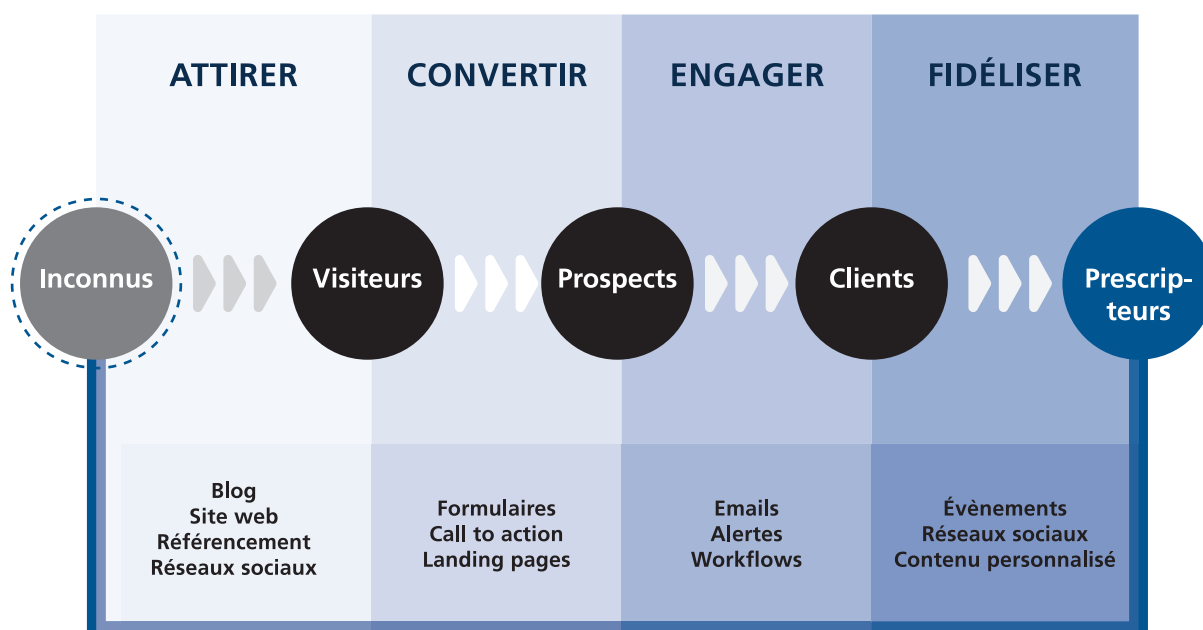 ATTIRER
CONVERTIR
ENGAGER
FIDÉLISER
Inconnus
Visiteurs
Prospects
Clients
Prescrip-
teurs
Blog
Site web
Référencement
Réseaux sociaux
Formulaires
Call to action
Landing pages
Emails
Alertes
Workflows
Évènements
Réseaux sociaux
Contenu personnalisé